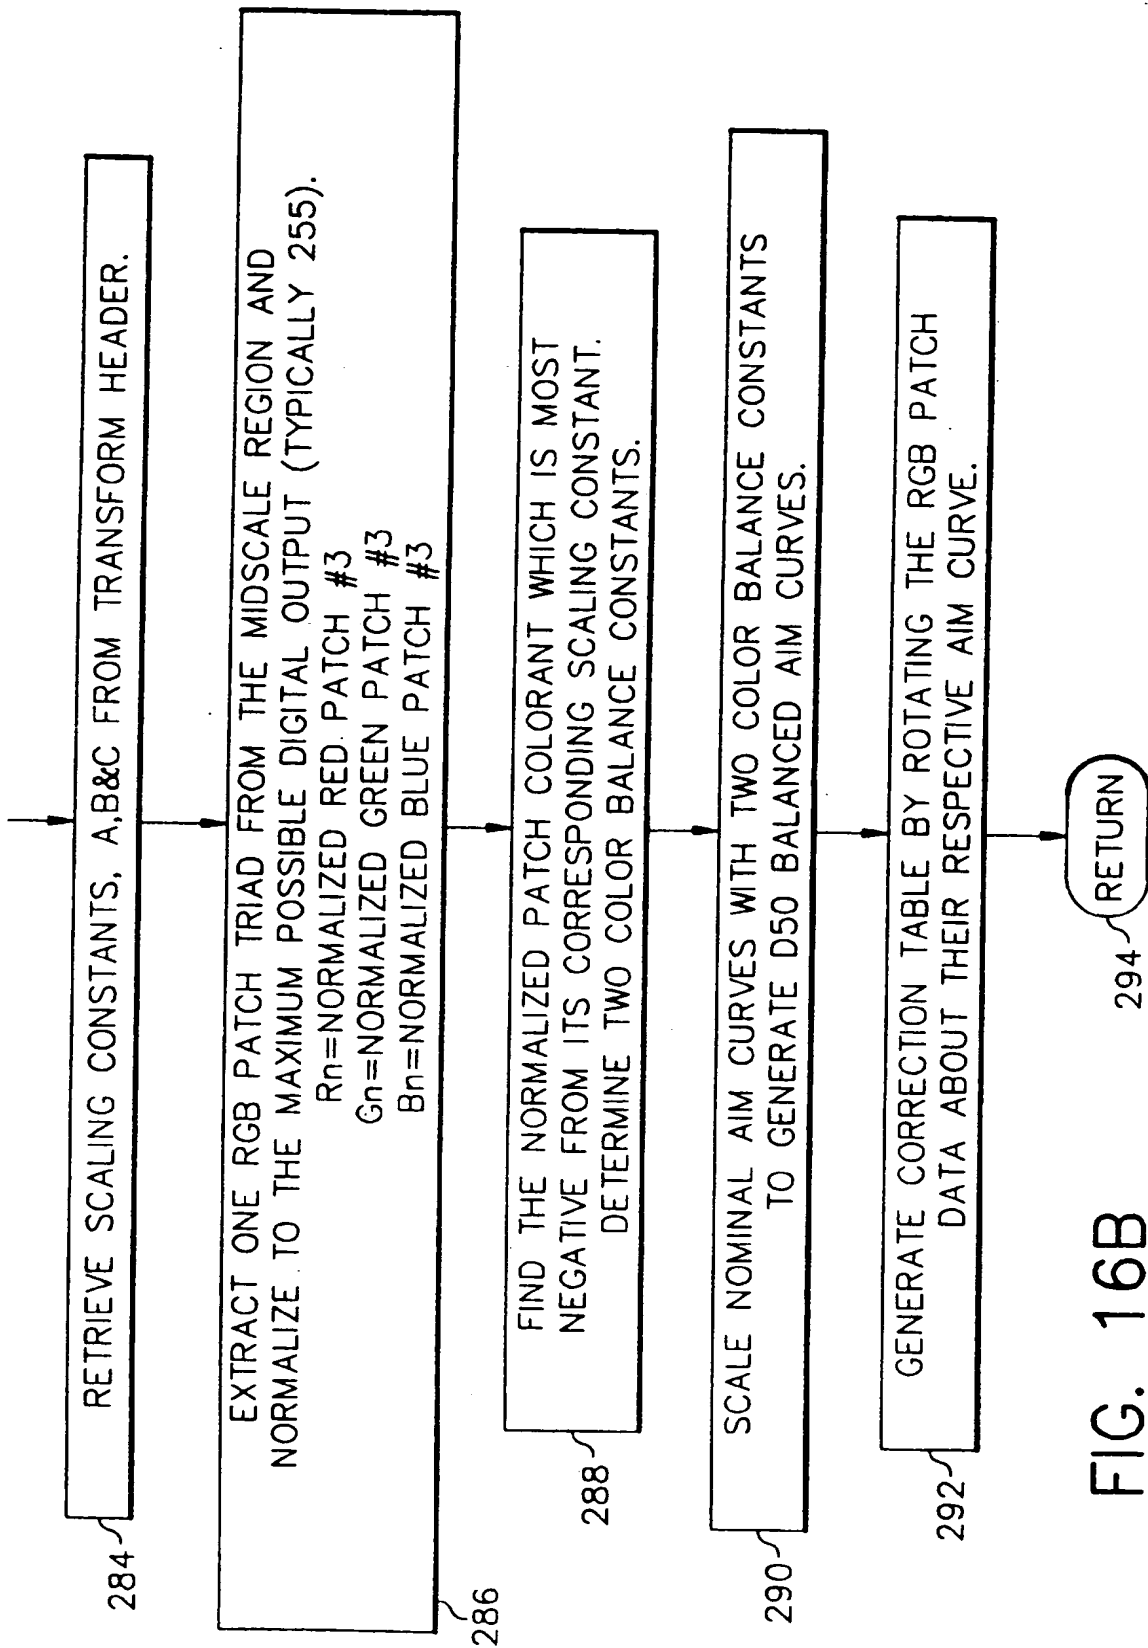 RETRIEVE SCALING CONSTANTS, A,B&C FROM TRANSFORM HEADER.
284
EXTRACT ONE RGB PATCH TRIAD FROM THE MIDSCALE REGION AND
NORMALIZE TO THE MAXIMUM POSSIBLE DIGITAL OUTPUT (TYPICALLY 255).
Rn=NORMALIZED RED PATCH #3
Gn=NORMALIZED GREEN PATCH #3
Bn=NORMALIZED BLUE PATCH #3
286
FIND THE NORMALIZED PATCH COLORANT WHICH IS MOST
NEGATIVE FROM ITS CORRESPONDING SCALING CONSTANT.
DETERMINE TWO COLOR BALANCE CONSTANTS.
288
SCALE NOMINAL AIM CURVES WITH TWO COLOR BALANCE CONSTANTS
TO GENERATE D50 BALANCED AIM CURVES.
290
GENERATE CORRECTION TABLE BY ROTATING THE RGB PATCH
DATA ABOUT THEIR RESPECTIVE AIM CURVE.
292
RETURN
294
FIG. 16B